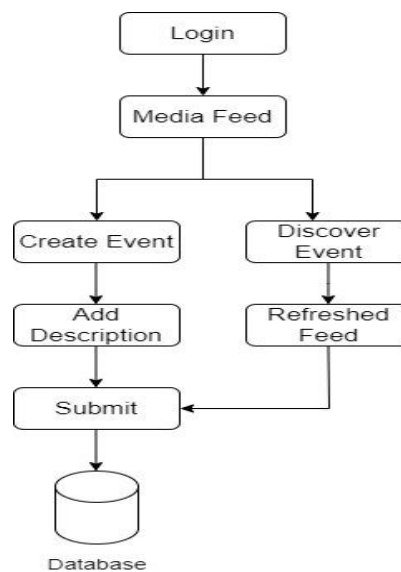 Login
Media Feed
Create Event
Discover
Event
Add
Description
Refreshed
Feed
Submit
Database